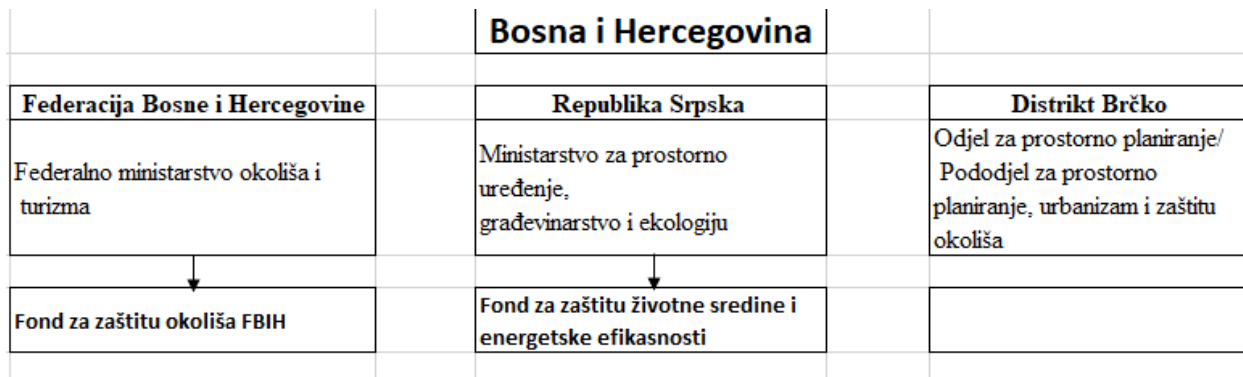 Bosna i Hercegovina
Federacija Bosne i Hercegovine
Federalno ministarstvo okoliša i
turizma
Fond za zaštitu okoliša FBIH
Republika Srpska
Ministarstvo za prostorno
uređenje,
građevinarstvo i ekologiju
Fond za zaštitu životne sredine i
energetske efikasnosti
Distrikt Brčko
Odjel za prostorno planiranje/
Pododjel za prostorno
planiranje, urbanizam i zaštitu
okoliša